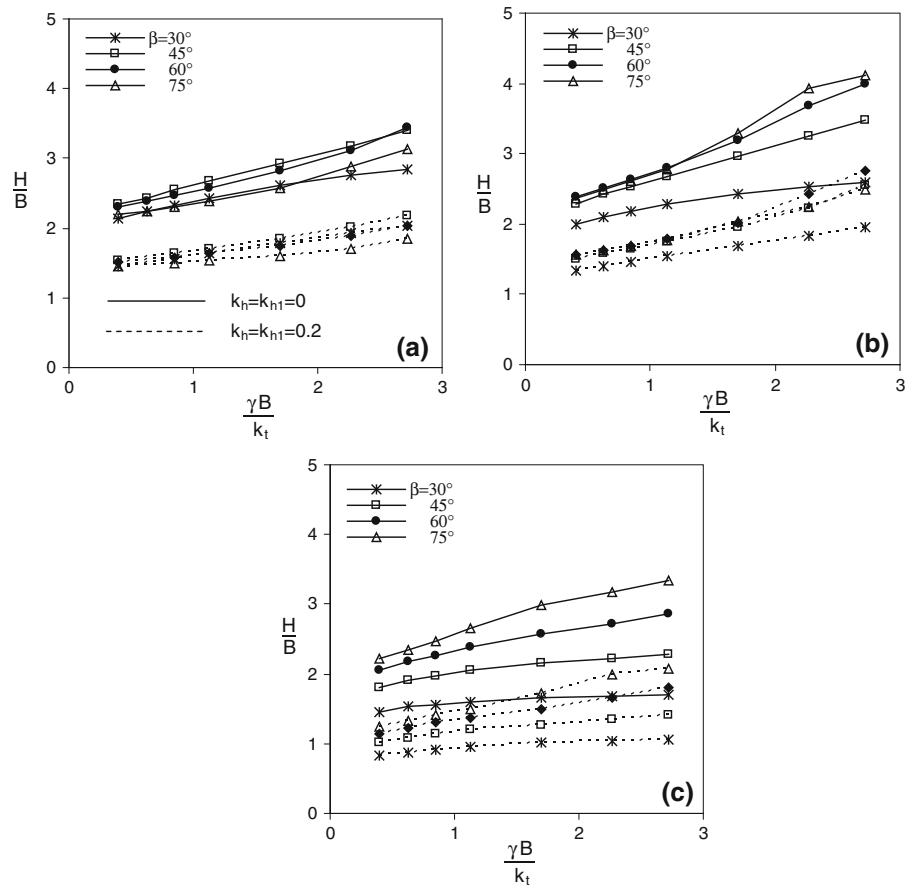 5
4
3
2
1
0
H
B
β=30°
45°
60°
75°
k_h=k_h1=0
k_h=k_h1=0.2
(a)
0 1 2 3
γB
k_t
5
4
3
2
1
0
H
B
β=30°
45°
60°
75°
(b)
0 1 2 3
γB
k_t
5
4
3
2
1
0
H
B
β=30°
45°
60°
75°
(c)
0 1 2 3
γB
k_t